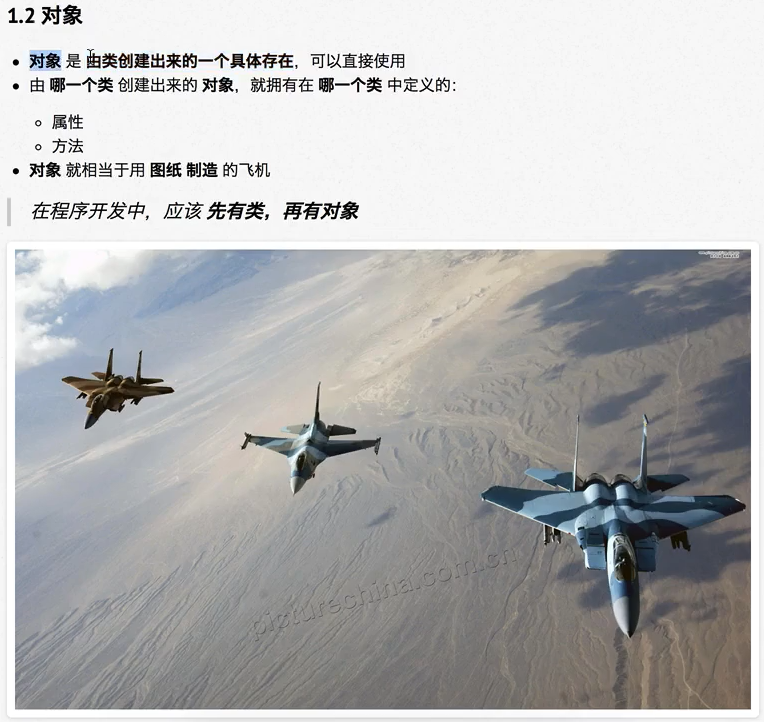 1.2 对象
对象 是 由类创建出来的一个具体存在，可以直接使用
由 哪一个类 创建出来的 对象，就拥有在 哪一个类 中定义的：
属性
方法
对象 就相当于用 图纸 制造 的飞机
在程序开发中，应该 先有类，再有对象
picturechina.com.cn